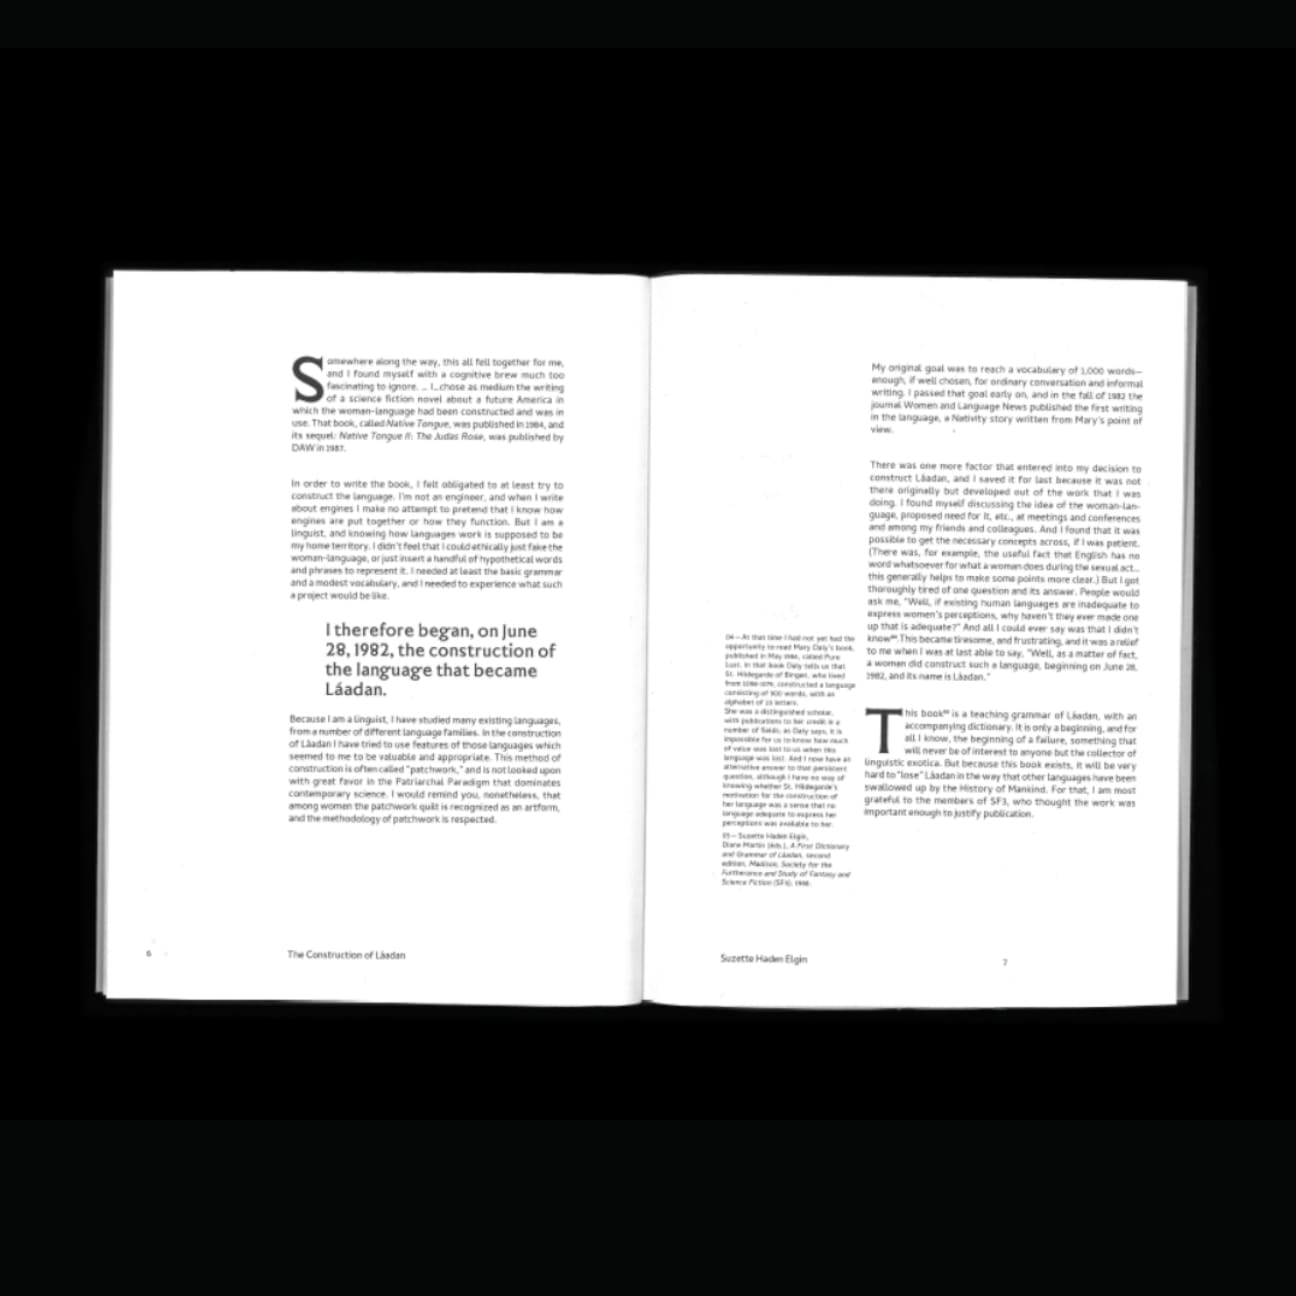 Somewhere along the way, this all fell together for me,
and I found myself with a cognitive brew much too
fascinating to ignore. ... I...chose as medium the writing
of a science fiction novel about a future America in
which the woman-language had been constructed and was in
use. That book, called Native Tongue, was published in 1984, and
its sequel: Native Tongue II: The Judas Rose, was published by
DAW in 1987.
In order to write the book, I felt obligated to at least try to
construct the language. I'm not an engineer, and when I write
about engines I make no attempt to pretend that I know how
engines are put together or how they function. But I am a
linguist, and knowing how languages work is supposed to be
my home territory. I didn't feel that I could ethically just fake the
woman-language, or just insert a handful of hypothetical words
and phrases to represent it. I needed at least the basic grammar
and a modest vocabulary, and I needed to experience what such
a project would be like.
I therefore began, on June
28, 1982, the construction of
the language that became
Láadan.
Because I am a linguist, I have studied many existing languages,
from a number of different language families. In the construction
of Láadan I have tried to use features of those languages which
seemed to me to be valuable and appropriate. This method of
construction is often called "patchwork," and is not looked upon
with great favor in the Patriarchal Paradigm that dominates
contemporary science. I would remind you, nonetheless, that
among women the patchwork quilt is recognized as an artform,
and the methodology of patchwork is respected.
6
The Construction of Láadan
My original goal was to reach a vocabulary of 1,000 words—
enough, if well chosen, for ordinary conversation and informal
writing. I passed that goal early on, and in the fall of 1982 the
journal Women and Language News published the first writing
in the language, a Nativity story written from Mary's point of
view.
There was one more factor that entered into my decision to
construct Láadan, and I saved it for last because it was not
there originally but developed out of the work that I was
doing. I found myself discussing the idea of the woman-lan-
guage, proposed need for it, etc., at meetings and conferences
and among my friends and colleagues. And I found that it was
possible to get the necessary concepts across, if I was patient.
(There was, for example, the useful fact that English has no
word whatsoever for what a woman does during the sexual act...
this generally helps to make some points more clear.) But I got
thoroughly tired of one question and its answer. People would
ask me, "Well, if existing human languages are inadequate to
express women's perceptions, why haven't they ever made one
up that is adequate?" And all I could ever say was that I didn't
know⁰⁴. This became tiresome, and frustrating, and it was a relief
to me when I was at last able to say, "Well, as a matter of fact,
a woman did construct such a language, beginning on June 28,
1982, and its name is Láadan."
This book⁰⁵ is a teaching grammar of Láadan, with an
accompanying dictionary. It is only a beginning, and for
all I know, the beginning of a failure, something that
will never be of interest to anyone but the collector of
linguistic exotica. But because this book exists, it will be very
hard to "lose" Láadan in the way that other languages have been
swallowed up by the History of Mankind. For that, I am most
grateful to the members of SF3, who thought the work was
important enough to justify publication.
04 — At that time I had not yet had the
opportunity to read Mary Daly's book,
published in May 1984, called Pure
Lust. In that book Daly tells us that
St. Hildegarde of Bingen, who lived
from 1098-1179, constructed a language
consisting of 900 words, with an
alphabet of 23 letters.
She was a distinguished scholar,
with publications to her credit in a
number of fields; as Daly says, it is
impossible for us to know how much
of value was lost to us when this
language was lost. And I now have an
alternative answer to that persistent
question, although I have no way of
knowing whether St. Hildegarde's
motivation for the construction of
her language was a sense that no
language adequate to express her
perceptions was available to her.
05 — Suzette Haden Elgin,
Diane Martin (eds.), A First Dictionary
and Grammar of Láadan, second
edition, Madison, Society for the
Furtherance and Study of Fantasy and
Science Fiction (SF3), 1988.
Suzette Haden Elgin
7